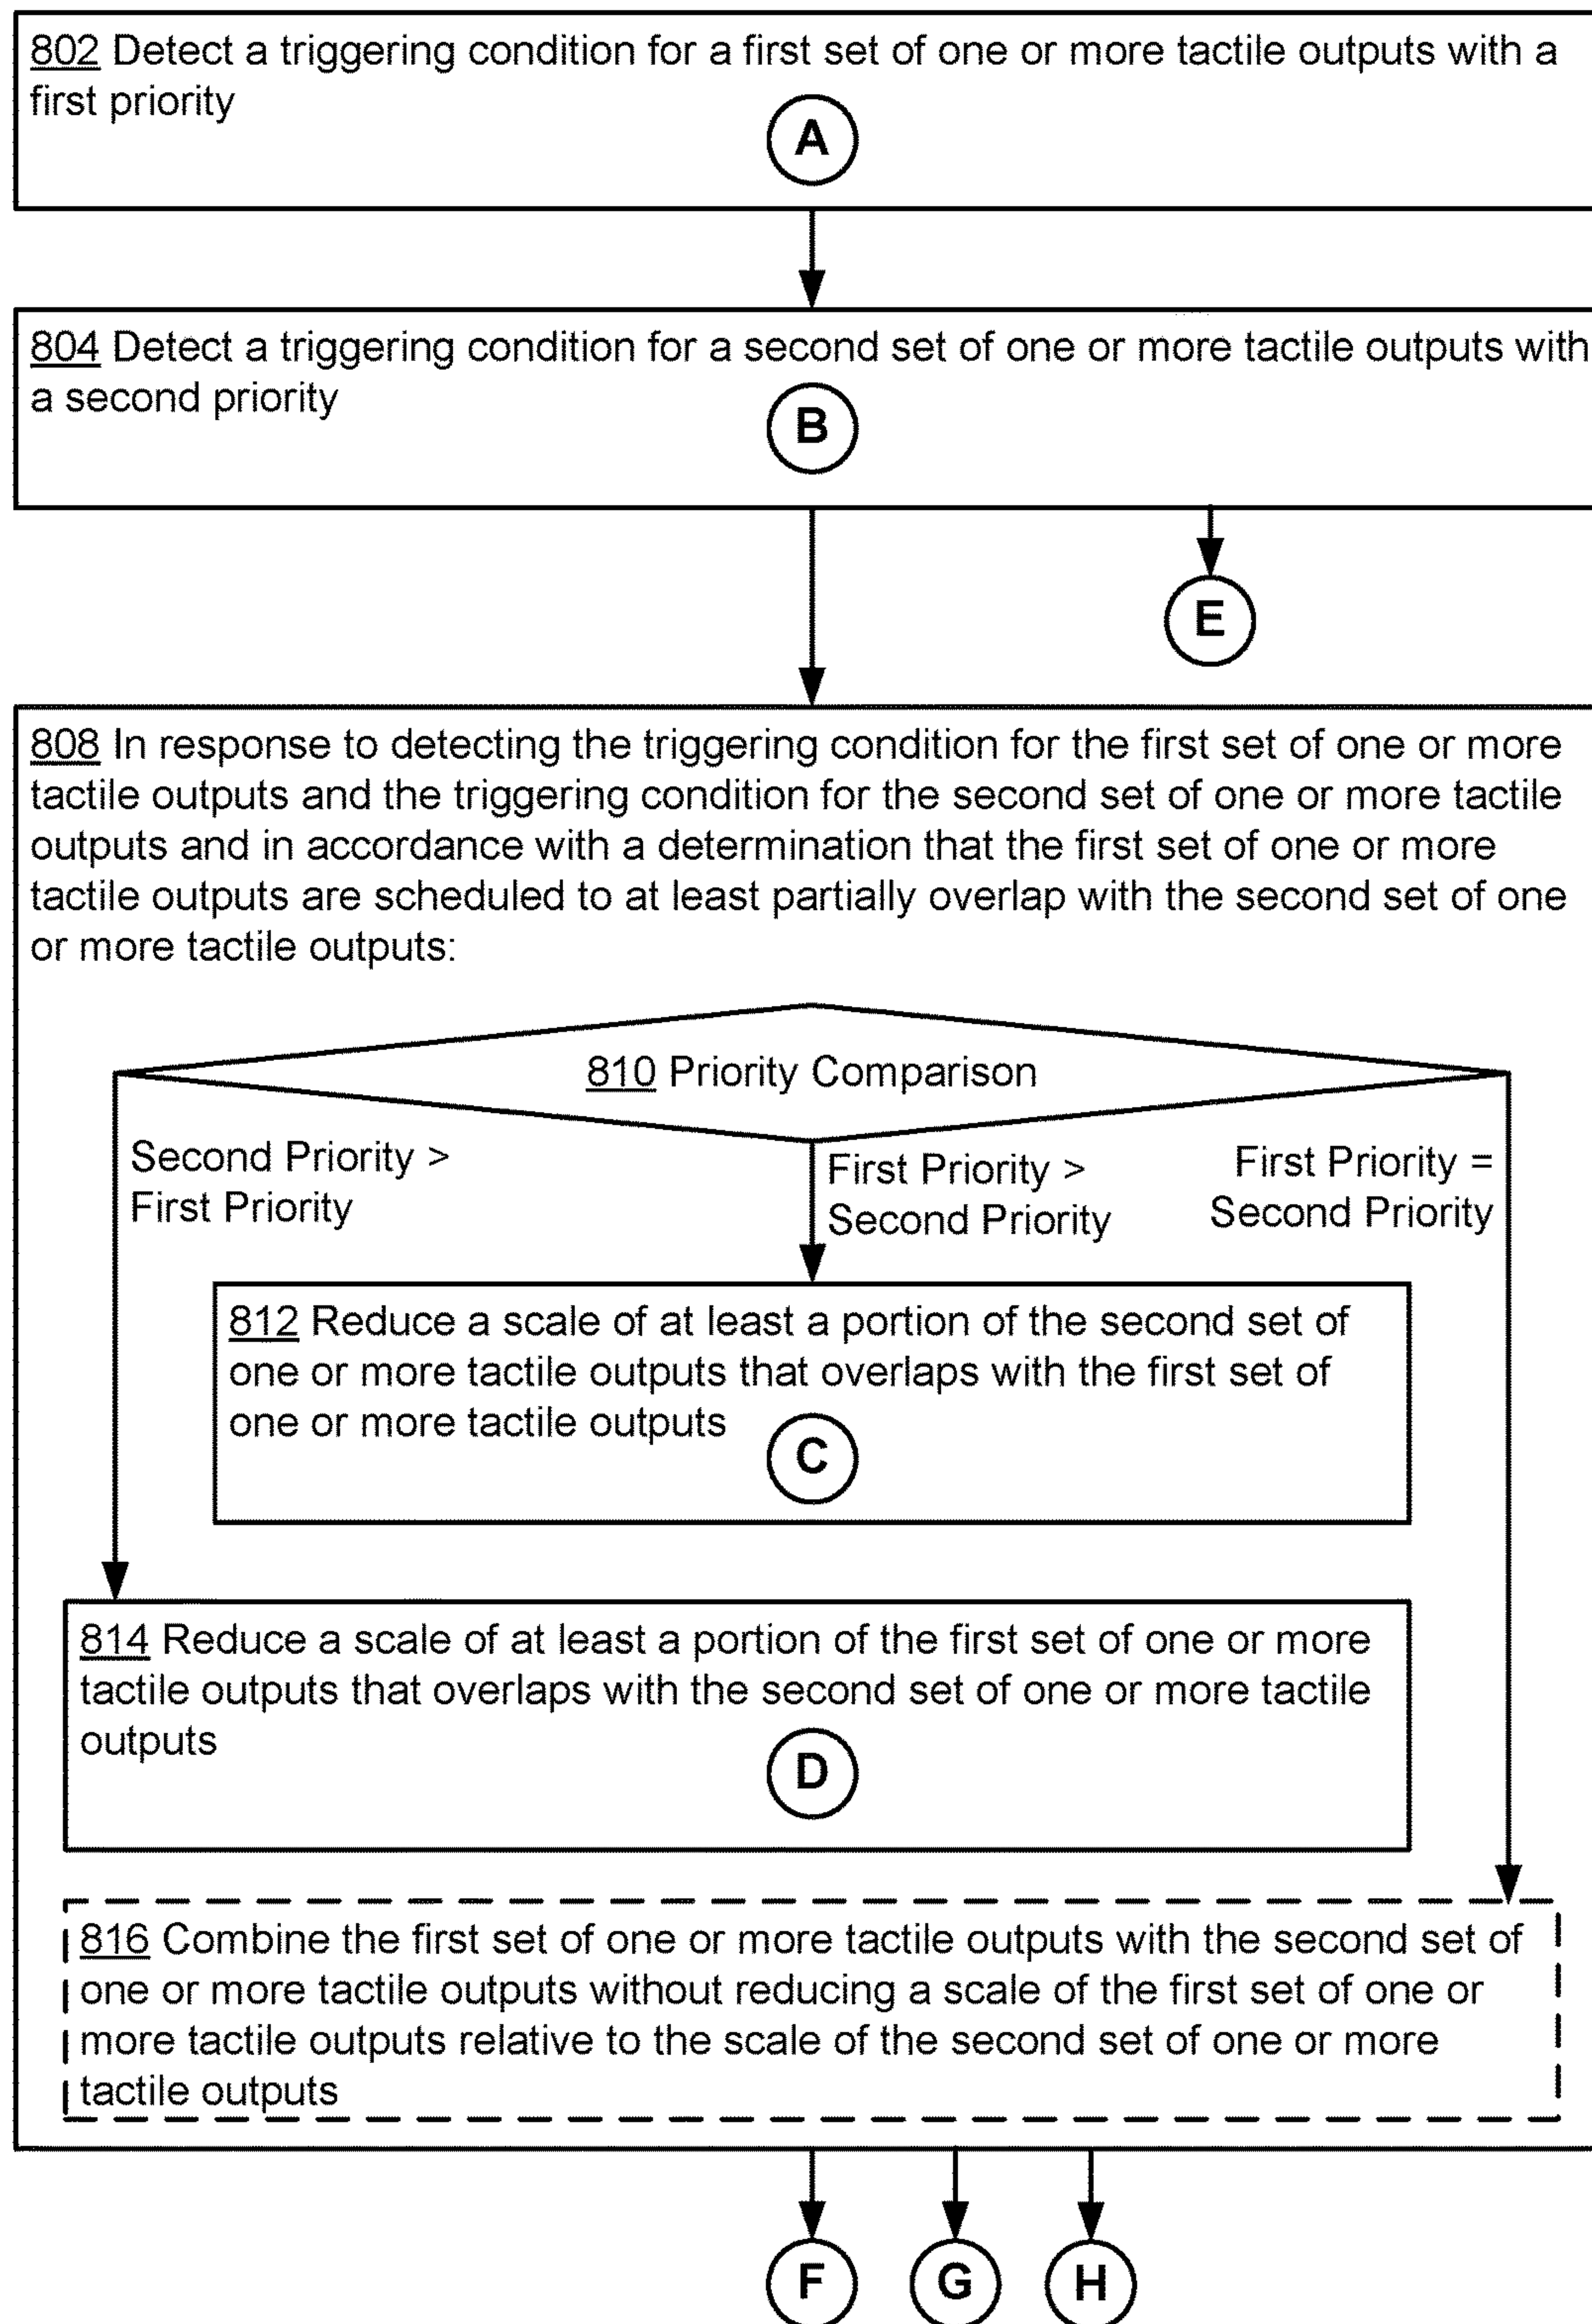 802 Detect a triggering condition for a first set of one or more tactile outputs with a
first priority
A
804 Detect a triggering condition for a second set of one or more tactile outputs with
a second priority
B
E
808 In response to detecting the triggering condition for the first set of one or more
tactile outputs and the triggering condition for the second set of one or more tactile
outputs and in accordance with a determination that the first set of one or more
tactile outputs are scheduled to at least partially overlap with the second set of one
or more tactile outputs:
810 Priority Comparison
Second Priority >
First Priority
First Priority >
Second Priority
First Priority =
Second Priority
812 Reduce a scale of at least a portion of the second set of
one or more tactile outputs that overlaps with the first set of
one or more tactile outputs
C
814 Reduce a scale of at least a portion of the first set of one or more
tactile outputs that overlaps with the second set of one or more tactile
outputs
D
816 Combine the first set of one or more tactile outputs with the second set of
one or more tactile outputs without reducing a scale of the first set of one or
more tactile outputs relative to the scale of the second set of one or more
tactile outputs
F
G
H